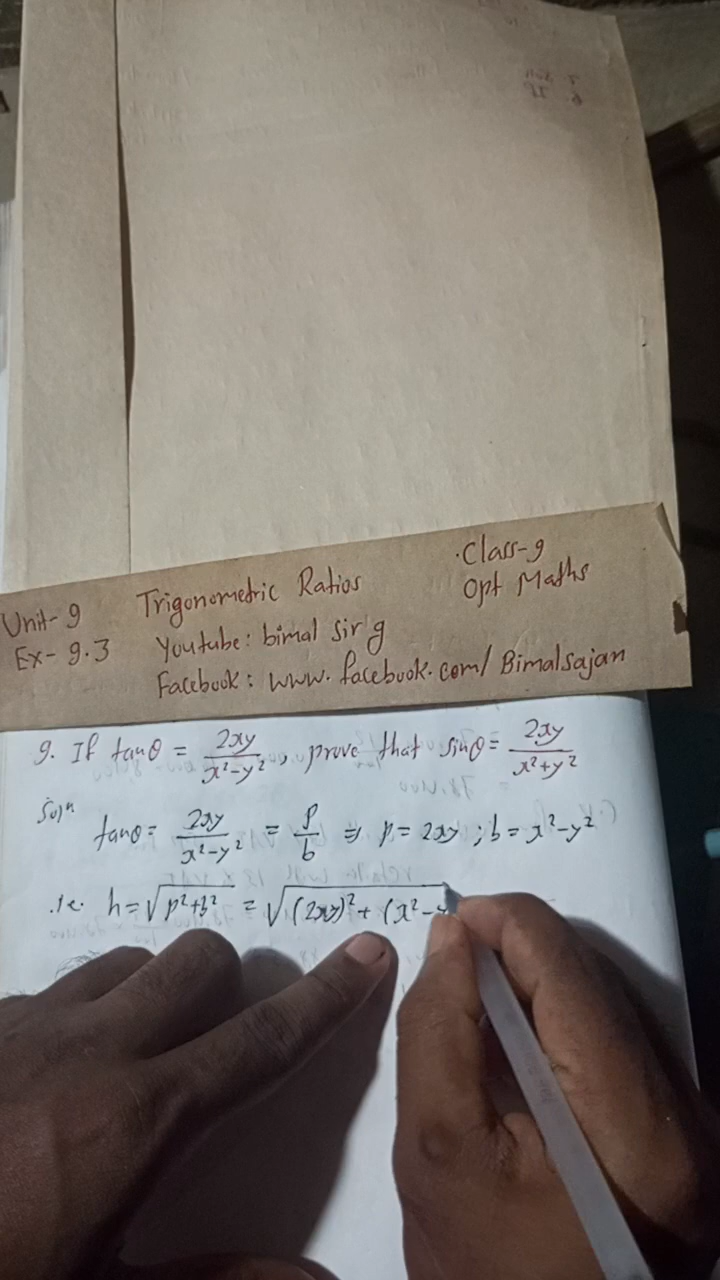 Unit-9 Trigonometric Ratios Class-9
Ex-9.3 Youtube: bimal sir g Opt Maths
Facebook: www.facebook.com/Bimalsajan
9. If tanθ = 2xy/x²-y², prove that sinθ = 2xy/x²+y²
Soln
tanθ = 2xy/x²-y² = p/b ⇒ p = 2xy ; b = x²-y²
.ie. h = √p²+b² = √(2xy)² + (x²-y